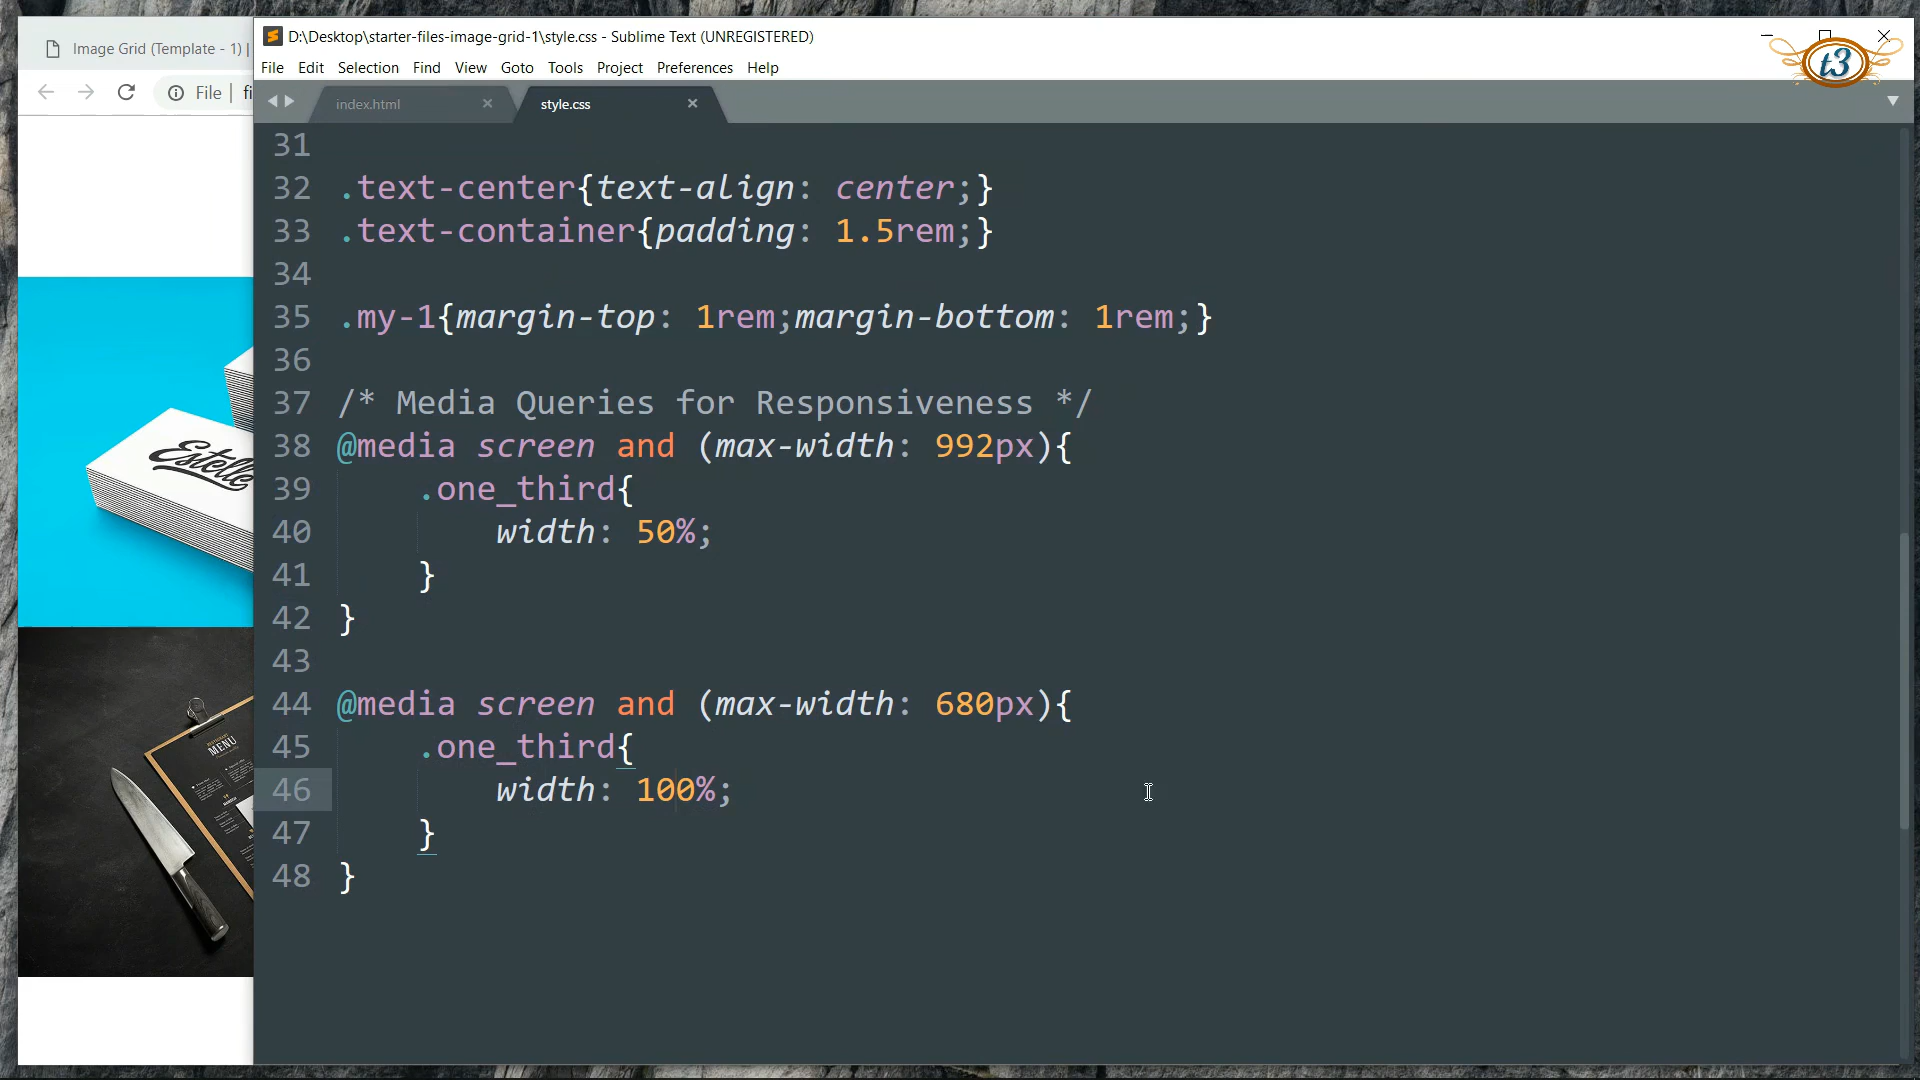 Image Grid (Template - 1) |
File
D:\Desktop\starter-files-image-grid-1\style.css - Sublime Text (UNREGISTERED)
File Edit Selection Find View Goto Tools Project Preferences Help
t3
index.html
style.css
31
32 .text-center{text-align: center;}
33 .text-container{padding: 1.5rem;}
34
35 .my-1{margin-top: 1rem;margin-bottom: 1rem;}
36
37 /* Media Queries for Responsiveness */
38 @media screen and (max-width: 992px){
39 .one_third{
40 width: 50%;
41 }
42 }
43
44 @media screen and (max-width: 680px){
45 .one_third{
46 width: 100%;
47 }
48 }
Estelle
MENU